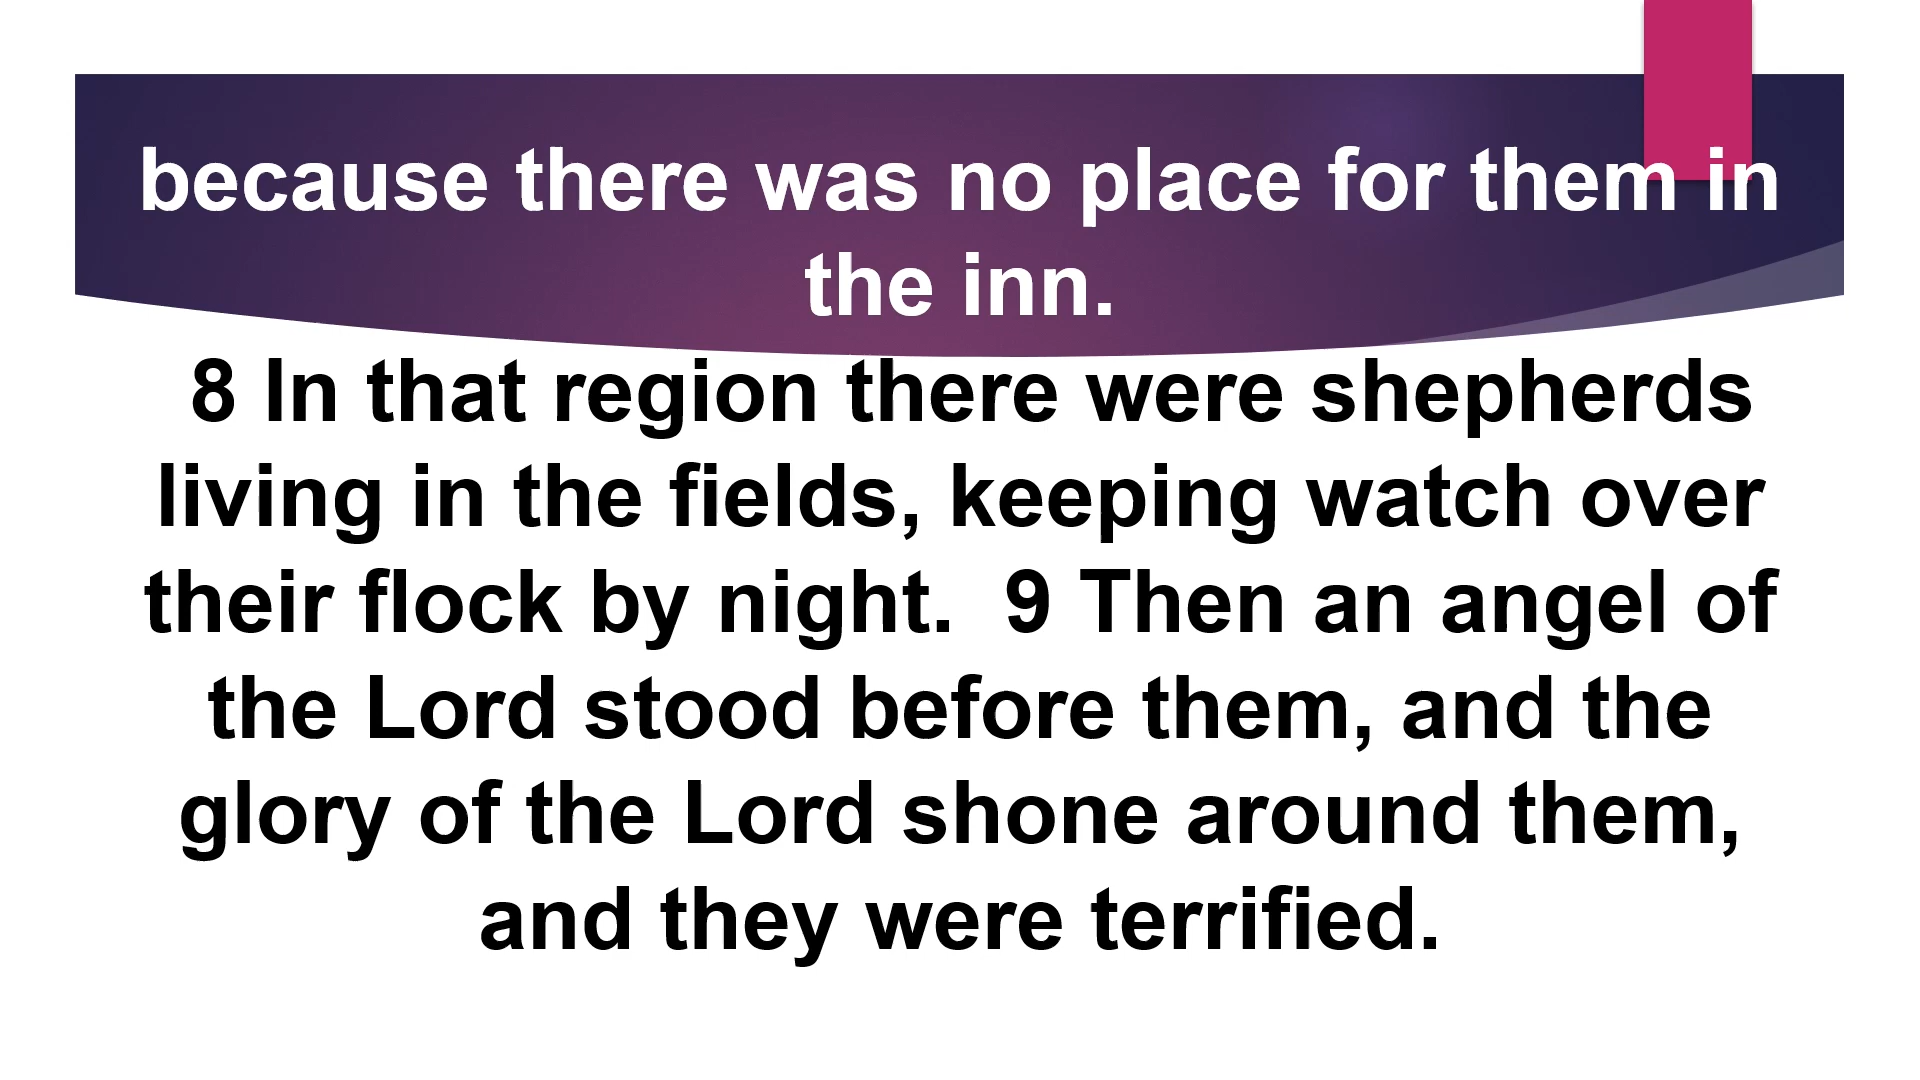 because there was no place for them in
the inn.
8 In that region there were shepherds
living in the fields, keeping watch over
their flock by night.  9 Then an angel of
the Lord stood before them, and the
glory of the Lord shone around them,
and they were terrified.